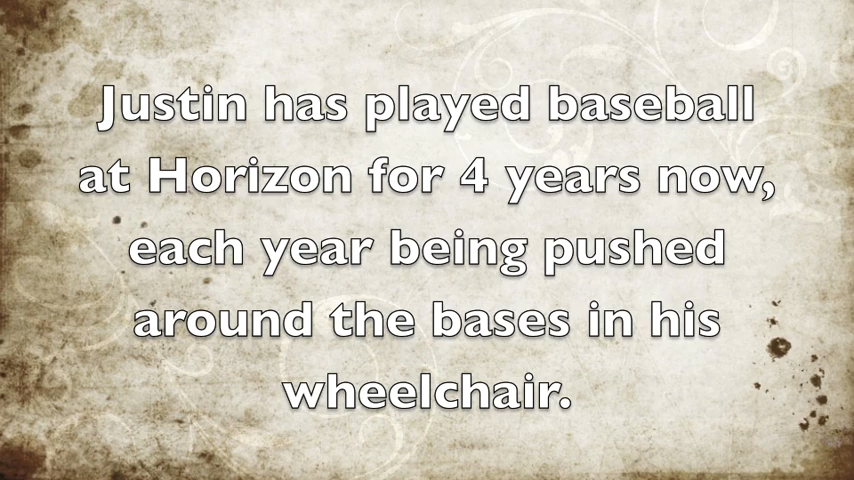 Justin has played baseball
at Horizon for 4 years now,
each year being pushed
around the bases in his
wheelchair.